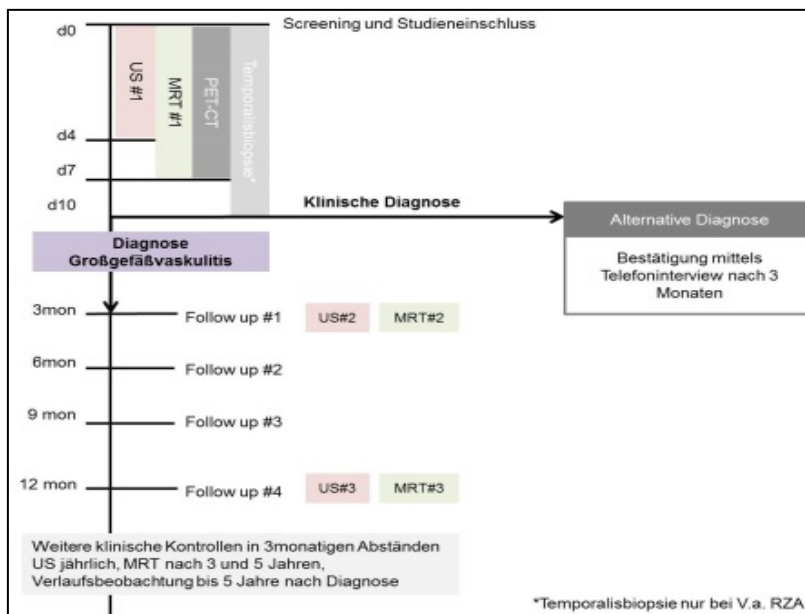 d0
Screening und Studieneinschluss
US #1
MRT #1
PET-CT
Temporalisbiopsie*
d4
d7
d10
Klinische Diagnose
Alternative Diagnose
Bestätigung mittels
Telefoninterview nach 3
Monaten
Diagnose
Großgefäßvaskulitis
3mon
Follow up #1
US#2
MRT#2
6mon
Follow up #2
9 mon
Follow up #3
12 mon
Follow up #4
US#3
MRT#3
Weitere klinische Kontrollen in 3monatigen Abständen
US jährlich, MRT nach 3 und 5 Jahren,
Verlaufsbeobachtung bis 5 Jahre nach Diagnose
*Temporalisbiopsie nur bei V.a. RZA